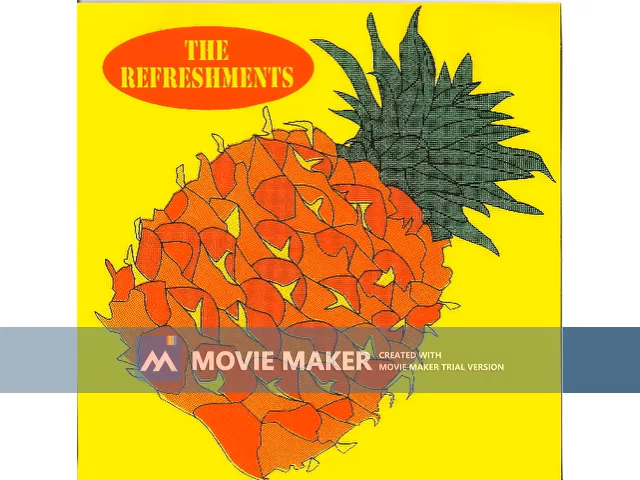 THE
REFRESHMENTS
MOVIE MAKER
CREATED WITH
MOVIE MAKER TRIAL VERSION